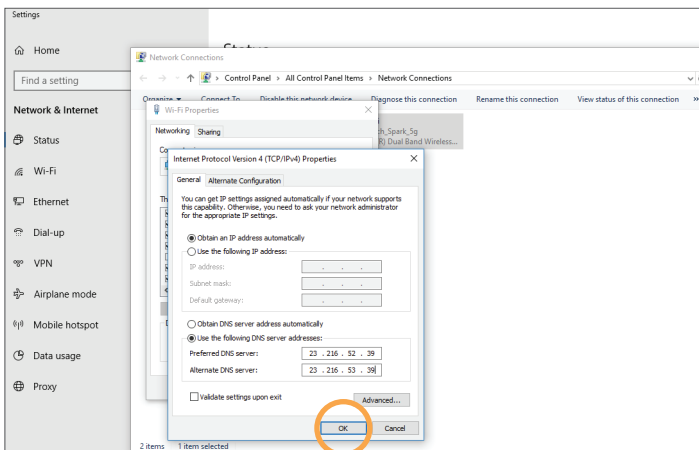 Settings
Home
Find a setting
Network & Internet
Status
Wi-Fi
Ethernet
Dial-up
VPN
Airplane mode
Mobile hotspot
Data usage
Proxy
Network Connections
Control Panel > All Control Panel Items > Network Connections
Organize Connect To Disable this network device Diagnose this connection Rename this connection View status of this connection »
Wi-Fi Properties
Networking Sharing
Dual Band Wireless...
Internet Protocol Version 4 (TCP/IPv4) Properties
General Alternate Configuration
You can get IP settings assigned automatically if your network supports
this capability. Otherwise, you need to ask your network administrator
for the appropriate IP settings.
Obtain an IP address automatically
Use the following IP address:
IP address: . . .
Subnet mask: . . .
Default gateway: . . .
Obtain DNS server address automatically
Use the following DNS server addresses:
Preferred DNS server: 23 . 216 . 52 . 39
Alternate DNS server: 23 . 216 . 53 . 39
Validate settings upon exit
Advanced...
OK Cancel
2 items 1 item selected